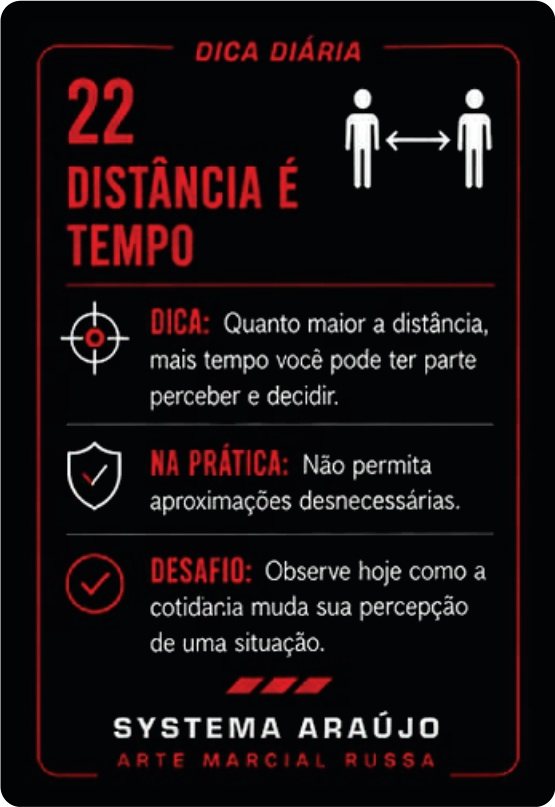 DICA DIÁRIA
22
DISTÂNCIA É
TEMPO
DICA: Quanto maior a distância,
mais tempo você pode ter parte
perceber e decidir.
NA PRÁTICA: Não permita
aproximações desnecessárias.
DESAFIO: Observe hoje como a
cotidania muda sua percepção
de uma situação.
SYSTEMA ARAÚJO
ARTE MARCIAL RUSSA